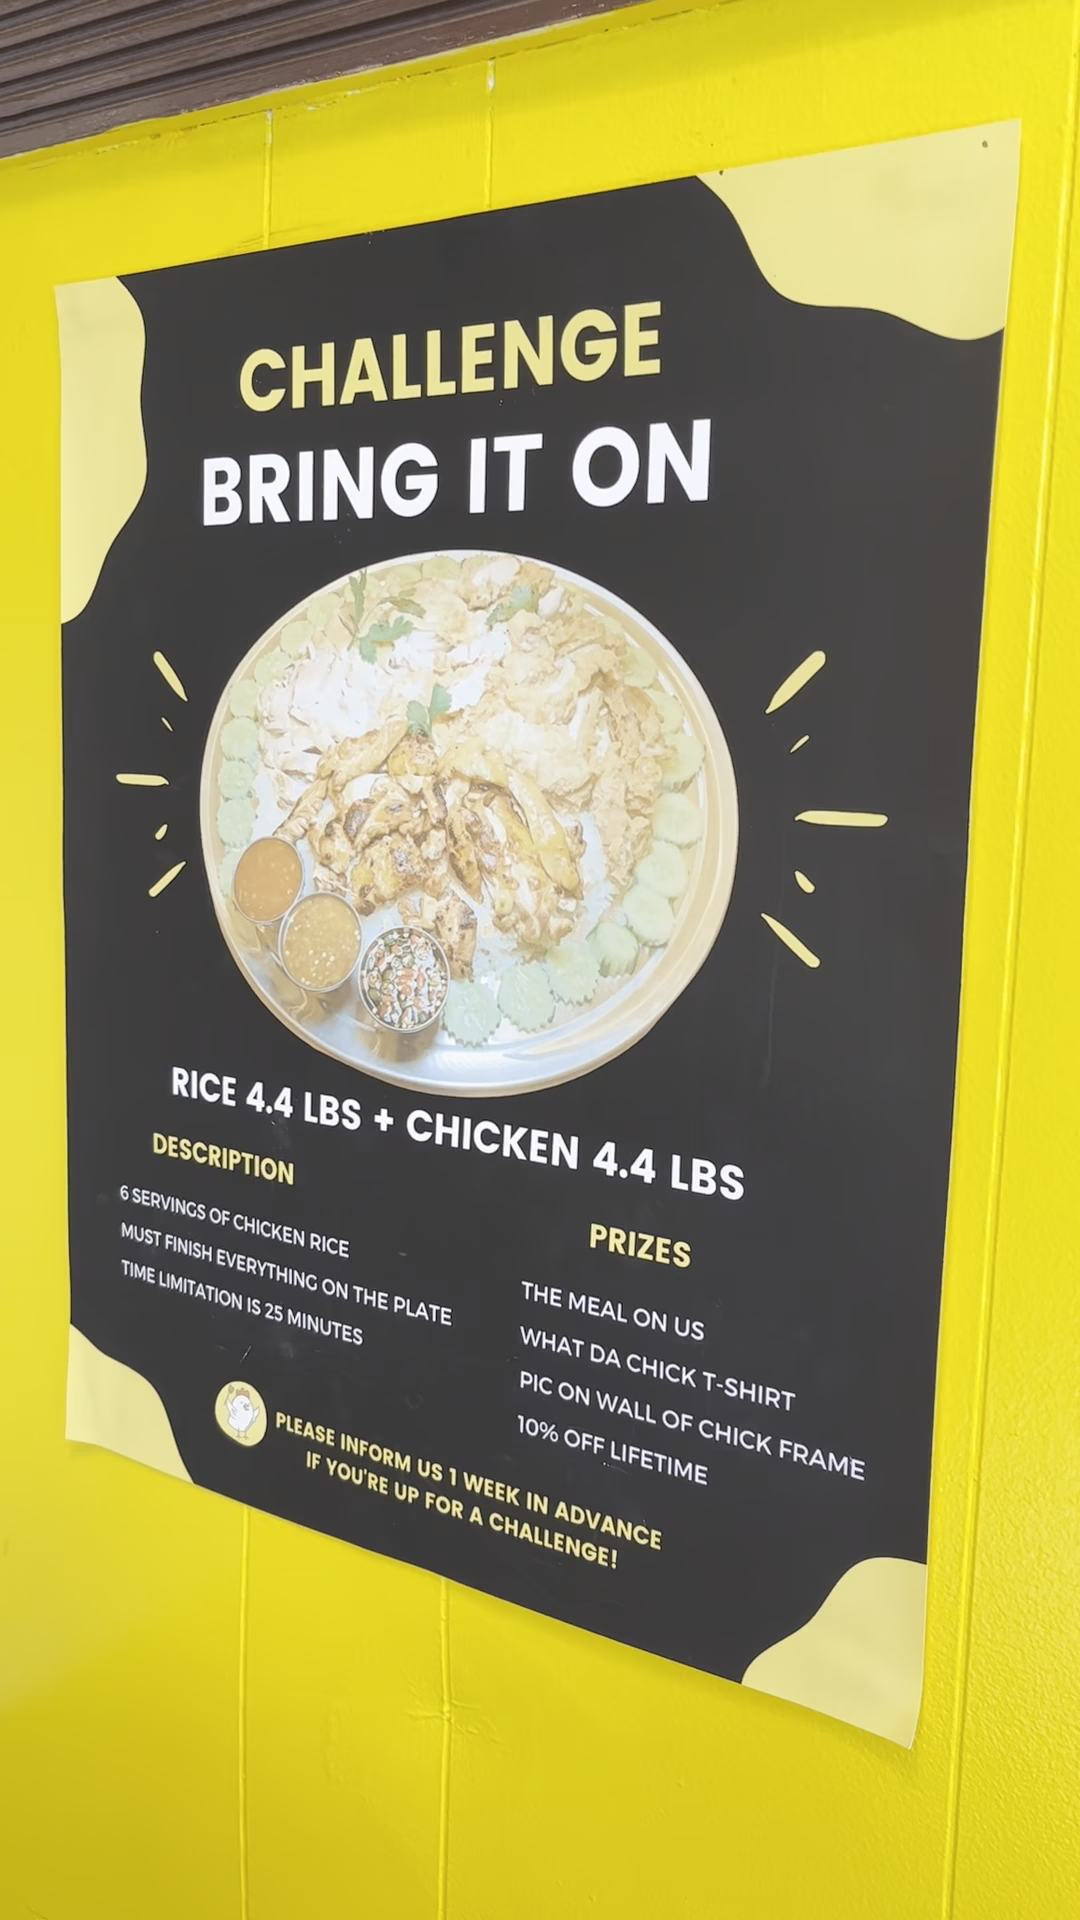 CHALLENGE
BRING IT ON
RICE 4.4 LBS + CHICKEN 4.4 LBS
DESCRIPTION
6 SERVINGS OF CHICKEN RICE
MUST FINISH EVERYTHING ON THE PLATE
TIME LIMITATION IS 25 MINUTES
PRIZES
THE MEAL ON US
WHAT DA CHICK T-SHIRT
PIC ON WALL OF CHICK FRAME
10% OFF LIFETIME
PLEASE INFORM US 1 WEEK IN ADVANCE
IF YOU'RE UP FOR A CHALLENGE!